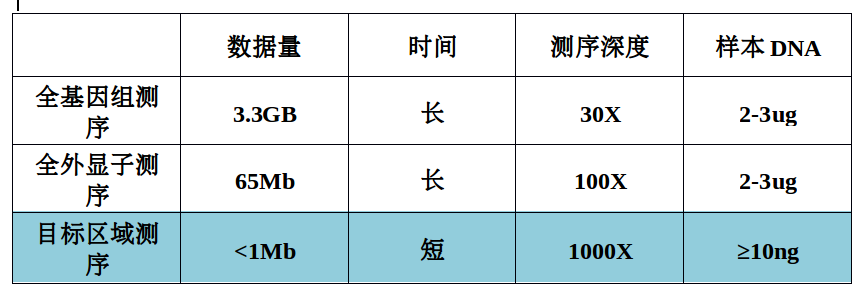 数据量 时间 测序深度 样本 DNA
全基因组测
序 3.3GB 长 30X 2-3ug
全外显子测
序 65Mb 长 100X 2-3ug
目标区域测
序 <1Mb 短 1000X ≥10ng